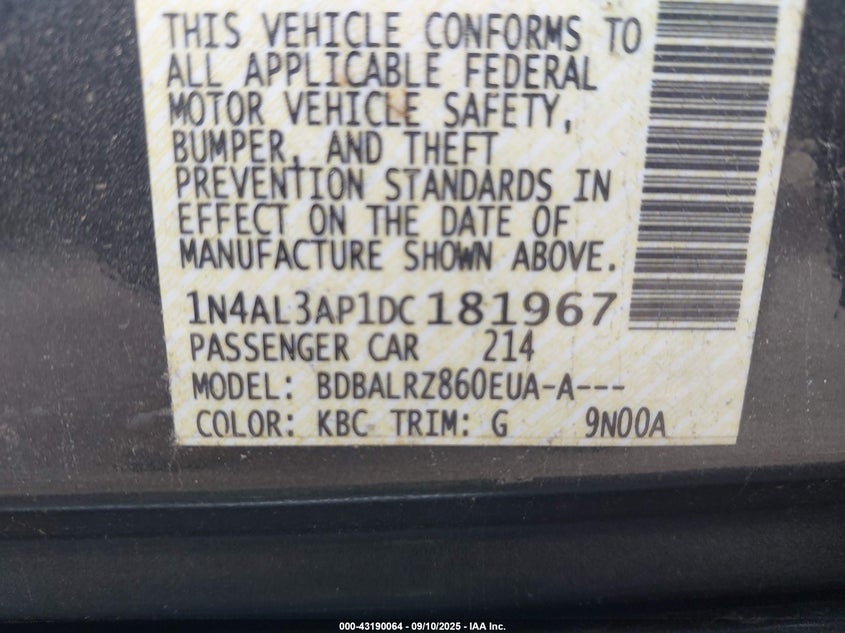 THIS VEHICLE CONFORMS TO
ALL APPLICABLE FEDERAL
MOTOR VEHICLE SAFETY,
BUMPER, AND THEFT
PREVENTION STANDARDS IN
EFFECT ON THE DATE OF
MANUFACTURE SHOWN ABOVE.
1N4AL3AP1DC181967
PASSENGER CAR 214
MODEL: BDBALRZ860EUA-A---
COLOR: KBC TRIM: G 9N00A
000-43190064 - 09/10/2025 - IAA Inc.